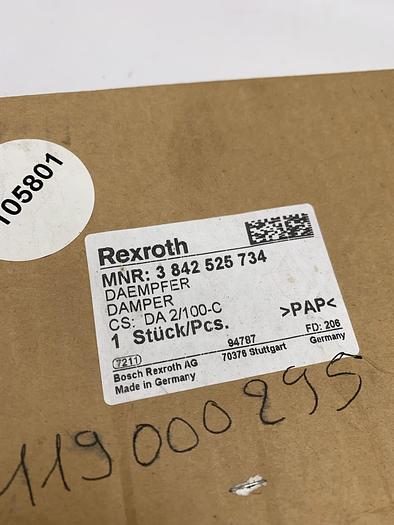 105801
Rexroth
MNR: 3 842 525 734
DAEMPFER
DAMPER
CS: DA 2/100-C
1 Stück/Pcs. >PAP<
7211 94787 FD: 206
Bosch Rexroth AG 70376 Stuttgart Germany
Made in Germany
119000295